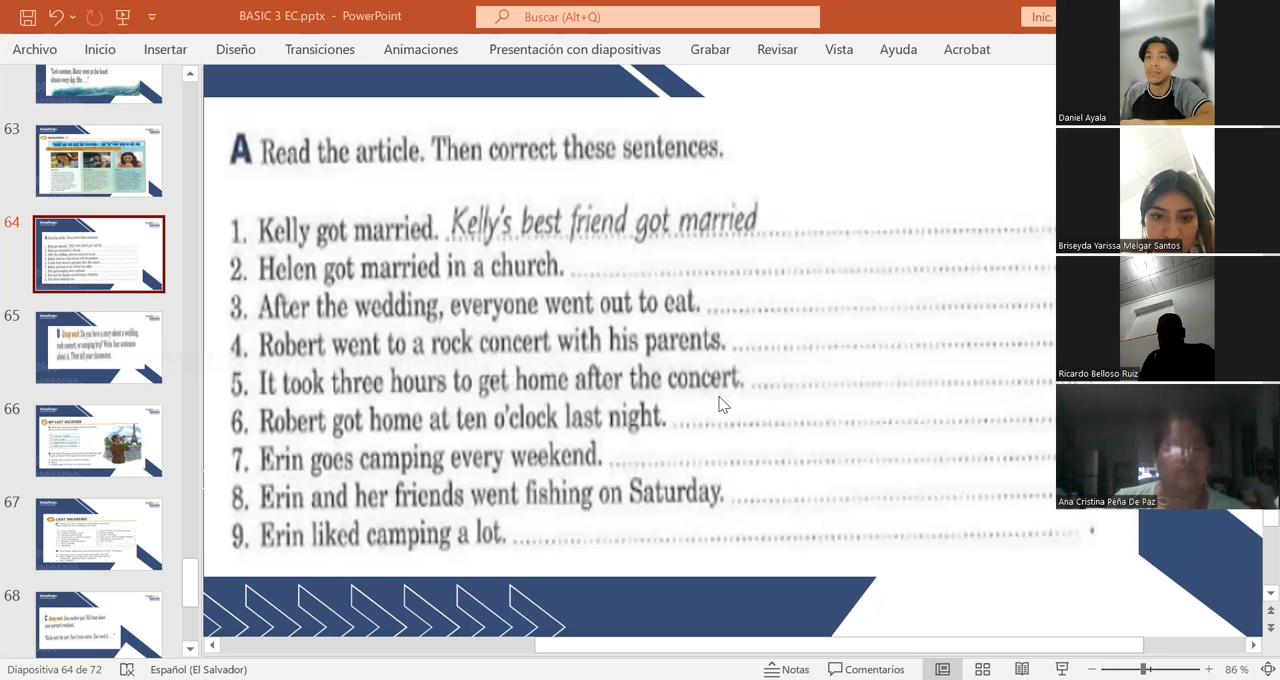 BASIC 3 EC.pptx - PowerPoint
Buscar (Alt+Q)
Inic.
Archivo Inicio Insertar Diseño Transiciones Animaciones Presentación con diapositivas Grabar Revisar Vista Ayuda Acrobat
63
64
65
66
67
68
A Read the article. Then correct these sentences.
1. Kelly got married. Kelly's best friend got married
2. Helen got married in a church.
3. After the wedding, everyone went out to eat.
4. Robert went to a rock concert with his parents.
5. It took three hours to get home after the concert.
6. Robert got home at ten o'clock last night.
7. Erin goes camping every weekend.
8. Erin and her friends went fishing on Saturday.
9. Erin liked camping a lot.
Daniel Ayala
Briseyda Yarissa Melgar Santos
Ricardo Belloso Ruiz
Ana Cristina Peña De Paz
MY LAST VACATION
LAST WEEKEND
Diapositiva 64 de 72 Español (El Salvador) Notas Comentarios 86 %